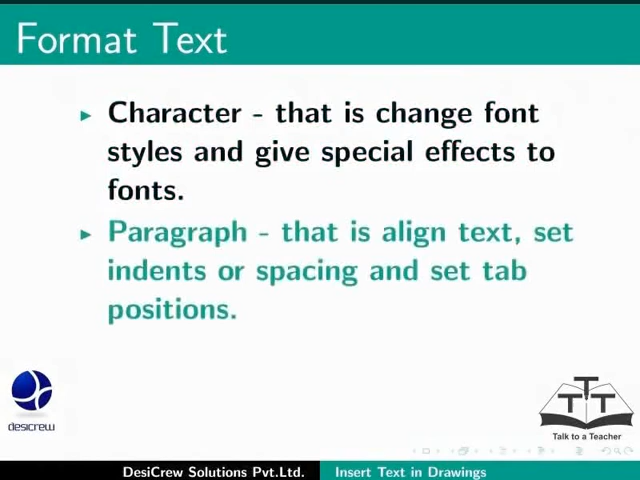 Format Text
Character - that is change font
styles and give special effects to
fonts.
Paragraph - that is align text, set
indents or spacing and set tab
positions.
desicrew
TTT
Talk to a Teacher
DesiCrew Solutions Pvt.Ltd.
Insert Text in Drawings